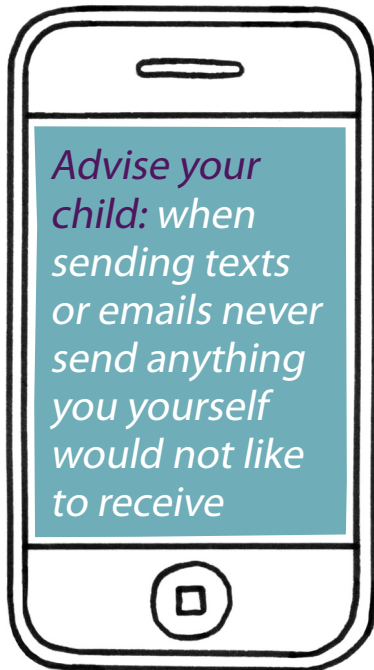 Advise your
child: when
sending texts
or emails never
send anything
you yourself
would not like
to receive